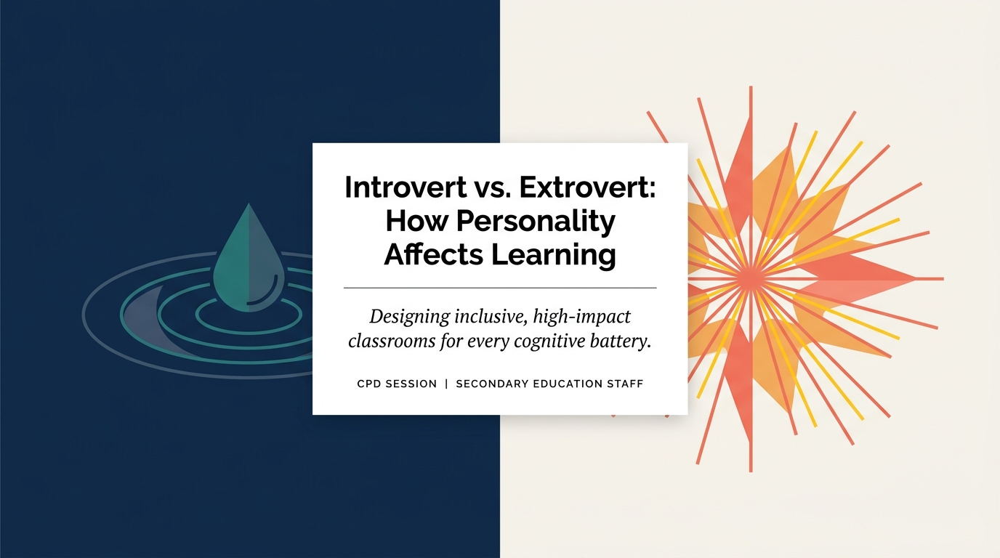 Introvert vs. Extrovert:
How Personality
Affects Learning
Designing inclusive, high-impact
classrooms for every cognitive battery.
CPD SESSION | SECONDARY EDUCATION STAFF